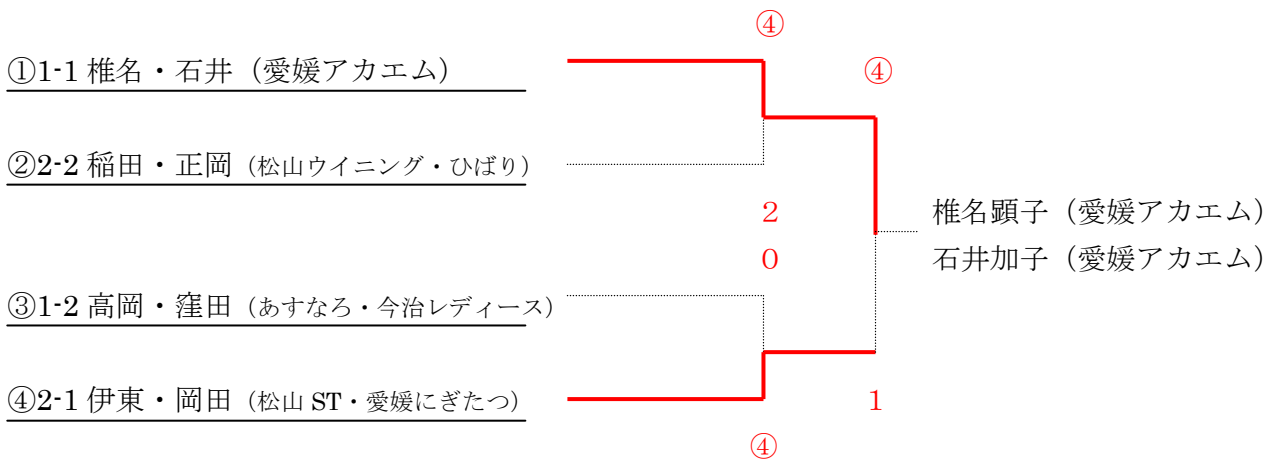 ④
①1-1 椎名・石井（愛媛アカエム）
④
②2-2 稲田・正岡（松山ウイニング・ひばり）
２
椎名顕子（愛媛アカエム）
０
石井加子（愛媛アカエム）
③1-2 高岡・窪田（あすなろ・今治レディース）
④2-1 伊東・岡田（松山 ST・愛媛にぎたつ）
１
④